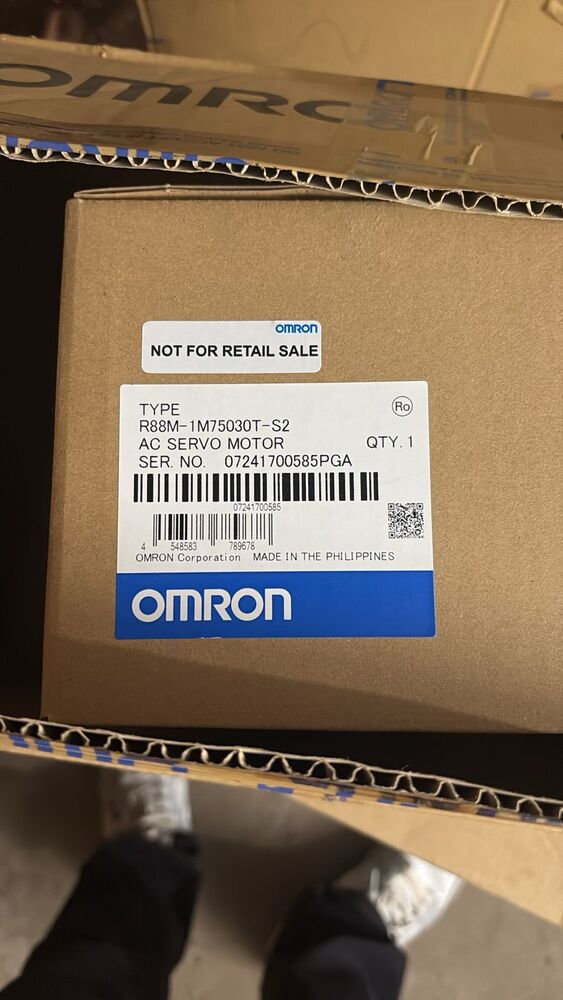 OMRO
OMRON
OMRON
NOT FOR RETAIL SALE
TYPE
Ro
R88M-1M75030T-S2
AC SERVO MOTOR QTY. 1
SER. NO. 07241700585PGA
07241700585
4 548583 789678
OMRON Corporation MADE IN THE PHILIPPINES
OMRON